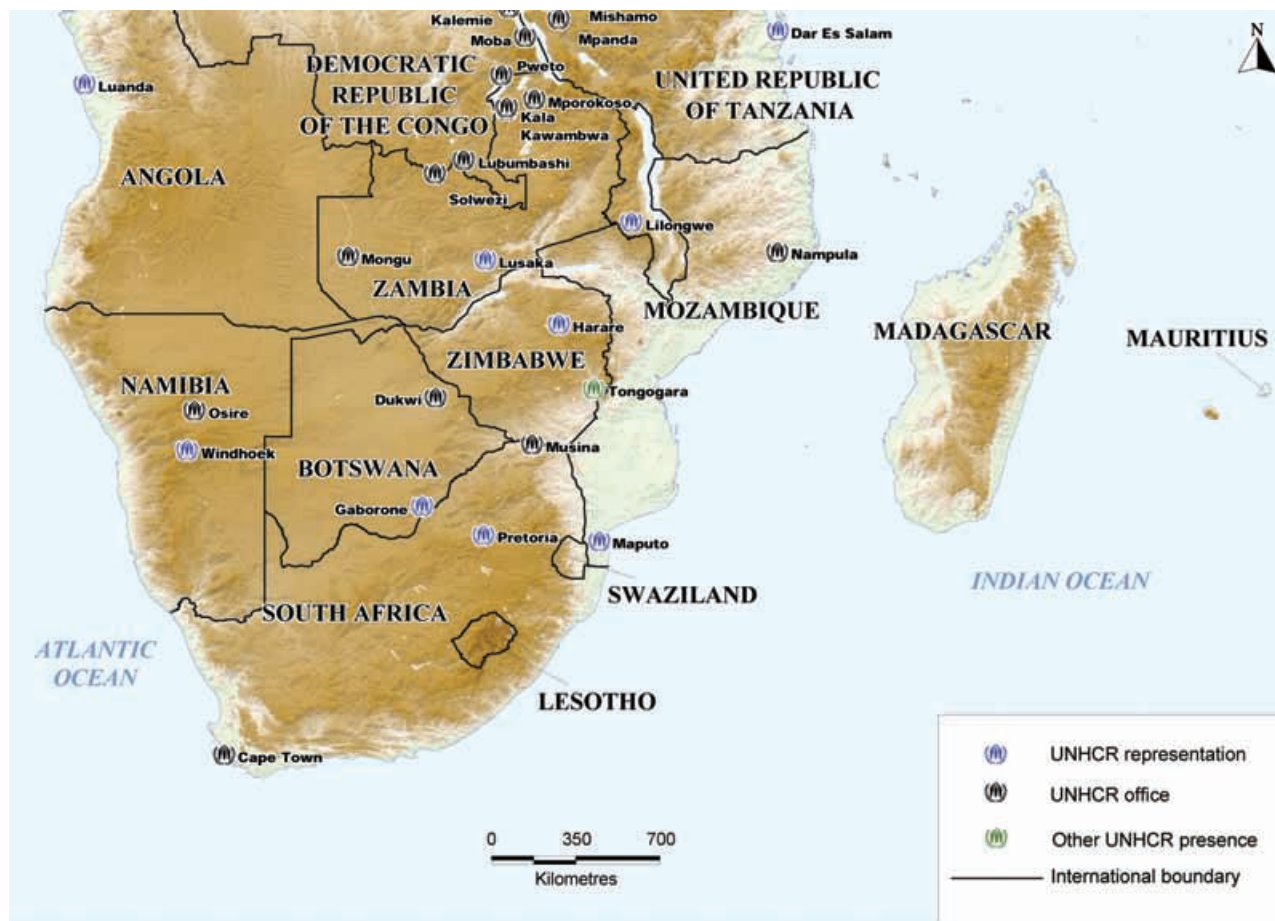 Kalemie
Mishamo
Moba
Mpanda
Dar Es Salam
N
Pweto
DEMOCRATIC
REPUBLIC
OF THE CONGO
UNITED REPUBLIC
OF TANZANIA
Luanda
Mporokoso
Kala
Kawambwa
Lubumbashi
Solwezi
ANGOLA
Lilongwe
Mongu
Lusaka
Nampula
ZAMBIA
MOZAMBIQUE
Harare
MADAGASCAR
MAURITIUS
ZIMBABWE
NAMIBIA
Dukwi
Tongogara
Osire
Windhoek
Musina
BOTSWANA
Gaborone
Pretoria
Maputo
INDIAN OCEAN
SWAZILAND
SOUTH AFRICA
ATLANTIC
OCEAN
LESOTHO
Cape Town
UNHCR representation
UNHCR office
Other UNHCR presence
International boundary
0 350 700
Kilometres